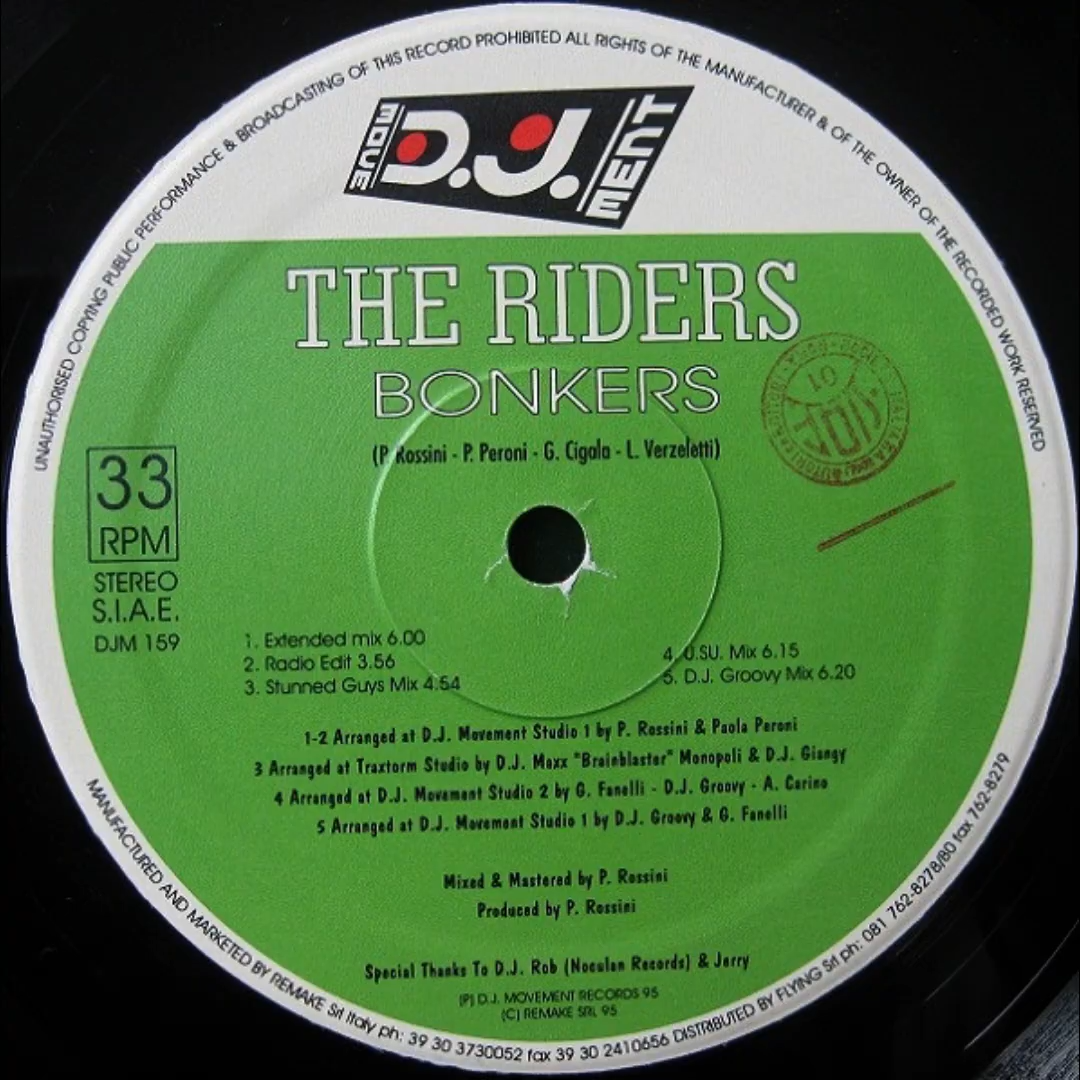 UNAUTHORISED COPYING PUBLIC PERFORMANCE & BROADCASTING OF THIS RECORD PROHIBITED ALL RIGHTS OF THE MANUFACTURER & OF THE OWNER OF THE RECORDED WORK RESERVED
MOVE D.J. MENT
THE RIDERS
BONKERS
(P. Rossini - P. Peroni - G. Cigala - L. Verzeletti)
33
RPM
STEREO
S.I.A.E.
DJM 159
1. Extended mix 6.00
2. Radio Edit 3.56
3. Stunned Guys Mix 4.54
4. U.SU. Mix 6.15
5. D.J. Groovy Mix 6.20
1-2 Arranged at D.J. Movement Studio 1 by P. Rossini & Paola Peroni
3 Arranged at Traxtorm Studio by D.J. Maxx "Brainblaster" Monopoli & D.J. Giangy
4 Arranged at D.J. Movement Studio 2 by G. Fanelli - D.J. Groovy - A. Carino
5 Arranged at D.J. Movement Studio 1 by D.J. Groovy & G. Fanelli
Mixed & Mastered by P. Rossini
Produced by P. Rossini
Special Thanks To D.J. Rob (Noculan Records) & Jerry
(P) D.J. MOVEMENT RECORDS 95
(C) REMAKE SRL 95
MANUFACTURED AND MARKETED BY REMAKE Srl Italy ph: 39 30 3730052 fax 39 30 2410656 DISTRIBUTED BY FLYING Srl ph: 081 762-8278/80 fax 762-8279